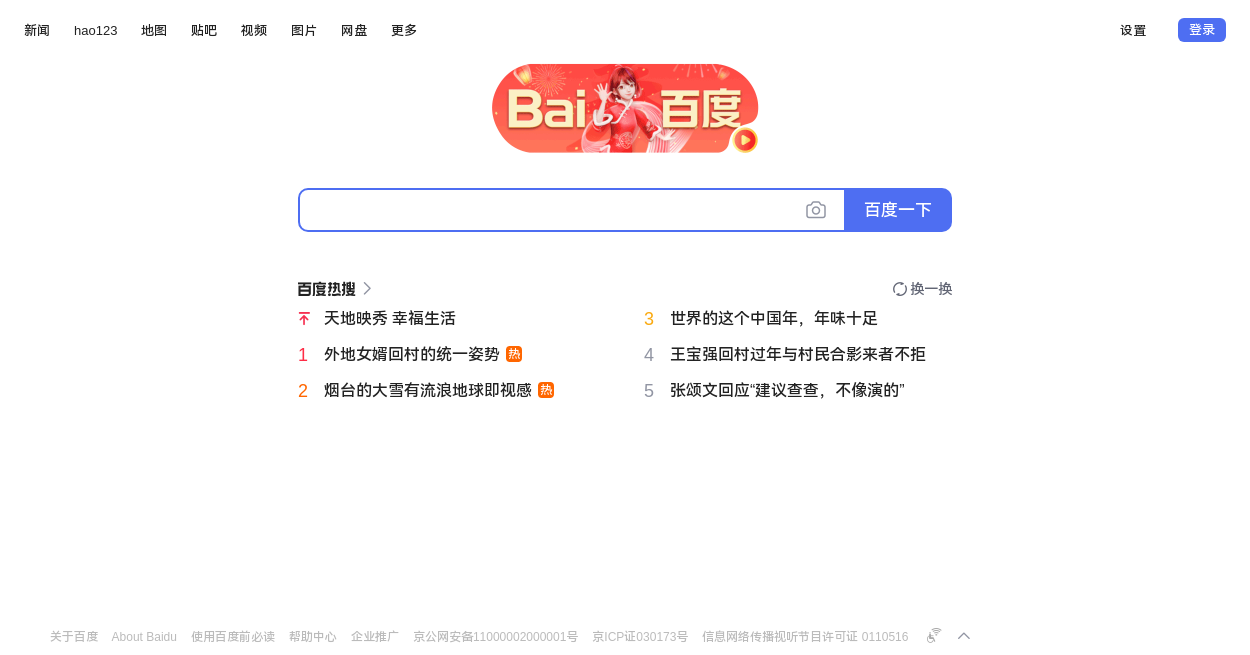 新闻 hao123 地图 贴吧 视频 图片 网盘 更多 设置 登录
Bai 百度
百度一下
百度热搜 换一换
天地映秀 幸福生活
1 外地女婿回村的统一姿势 热
2 烟台的大雪有流浪地球即视感 热
3 世界的这个中国年，年味十足
4 王宝强回村过年与村民合影来者不拒
5 张颂文回应“建议查查，不像演的”
关于百度 About Baidu 使用百度前必读 帮助中心 企业推广 京公网安备11000002000001号 京ICP证030173号 信息网络传播视听节目许可证 0110516